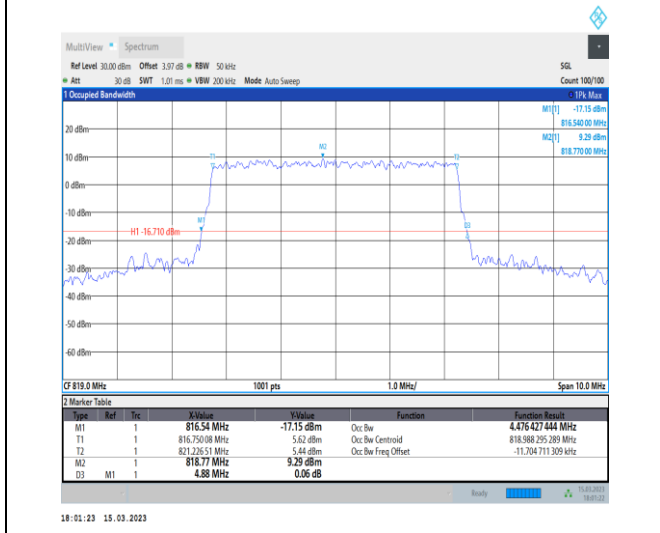 MultiView Spectrum
Ref Level 30.00 dBm Offset 3.97 dB RBW 50 kHz SGL
Att 30 dB SWT 1.01 ms VBW 200 kHz Mode Auto Sweep Count 100/100
1 Occupied Bandwidth 1Pk Max
M1[1] -17.15 dBm
816.540 00 MHz
M2[1] 9.29 dBm
818.770 00 MHz
20 dBm
M2
T1 T2
10 dBm
0 dBm
-10 dBm
M1
D3
H1 -16.710 dBm
-20 dBm
-30 dBm
-40 dBm
-50 dBm
-60 dBm
CF 819.0 MHz 1001 pts 1.0 MHz/ Span 10.0 MHz
2 Marker Table
Type Ref Trc X-Value Y-Value Function Function Result
M1 1 816.54 MHz -17.15 dBm Occ Bw 4.476 427 444 MHz
T1 1 816.750 08 MHz 5.62 dBm Occ Bw Centroid 818.988 295 289 MHz
T2 1 821.226 51 MHz 5.44 dBm Occ Bw Freq Offset -11.704 711 309 kHz
M2 1 818.77 MHz 9.29 dBm
D3 M1 1 4.88 MHz 0.06 dB
Ready 15.03.2023
18:01:22
18:01:23 15.03.2023